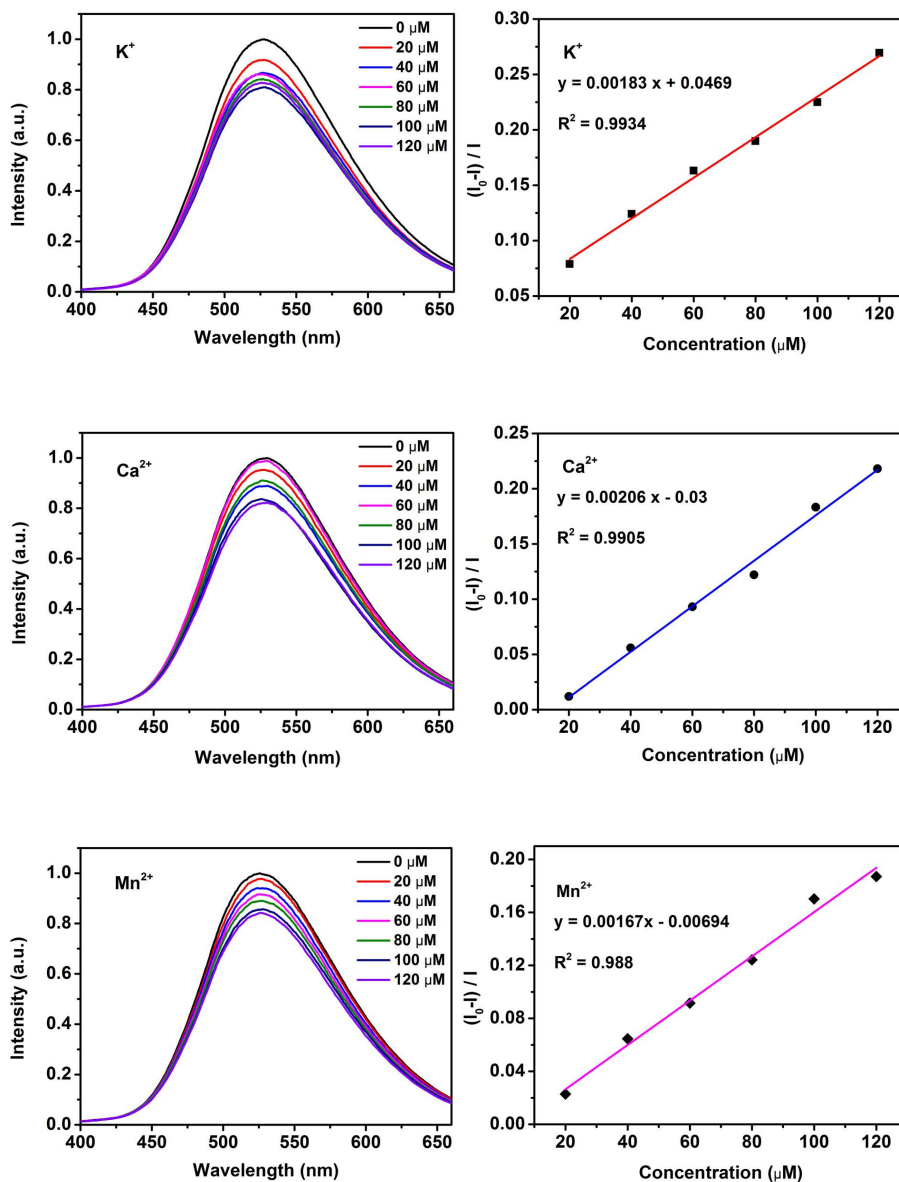 K⁺
0 μM
20 μM
40 μM
60 μM
80 μM
100 μM
120 μM
1.0
0.8
0.6
0.4
0.2
0.0
400 450 500 550 600 650
Wavelength (nm)
Intensity (a.u.)
K⁺
y = 0.00183 x + 0.0469
R² = 0.9934
0.25
0.20
0.15
0.10
0.05
20 40 60 80 100 120
Concentration (μM)
(I₀-I) / I
Ca²⁺
0 μM
20 μM
40 μM
60 μM
80 μM
100 μM
120 μM
1.0
0.8
0.6
0.4
0.2
0.0
400 450 500 550 600 650
Wavelength (nm)
Intensity (a.u.)
Ca²⁺
y = 0.00206 x - 0.03
R² = 0.9905
0.25
0.20
0.15
0.10
0.05
0.00
20 40 60 80 100 120
Concentration (μM)
(I₀-I) / I
Mn²⁺
0 μM
20 μM
40 μM
60 μM
80 μM
100 μM
120 μM
1.0
0.8
0.6
0.4
0.2
0.0
400 450 500 550 600 650
Wavelength (nm)
Intensity (a.u.)
Mn²⁺
y = 0.00167x - 0.00694
R² = 0.988
0.20
0.16
0.12
0.08
0.04
0.00
20 40 60 80 100 120
Concentration (μM)
(I₀-I) / I